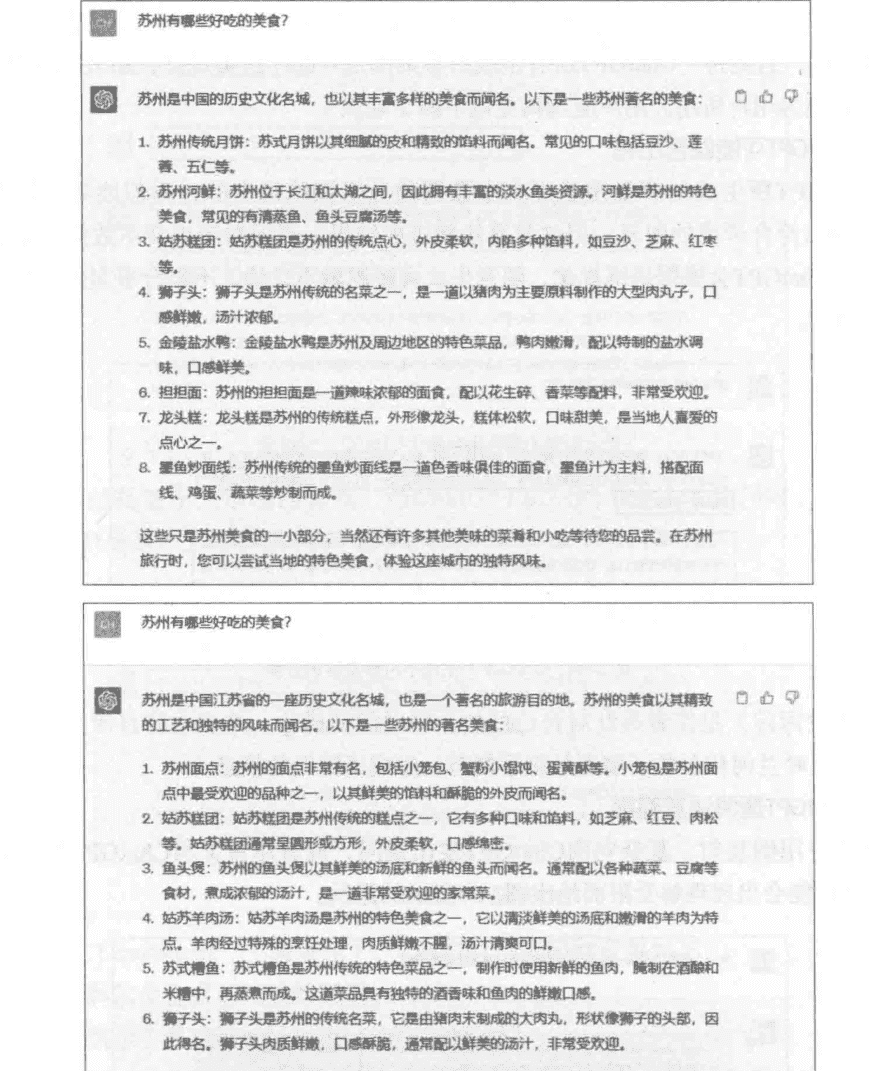 苏州有哪些好吃的美食？
苏州是中国的历史文化名城，也以其丰富多样的美食而闻名。以下是一些苏州著名的美食：
1. 苏州传统月饼：苏式月饼以其细腻的皮和精致的馅料而闻名。常见的口味包括豆沙、莲
蓉、五仁等。
2. 苏州河鲜：苏州位于长江和太湖之间，因此拥有丰富的淡水鱼类资源。河鲜是苏州的特色
美食，常见的有清蒸鱼、鱼头豆腐汤等。
3. 姑苏糕团：姑苏糕团是苏州的传统点心，外皮柔软，内陷多种馅料，如豆沙、芝麻、红枣
等。
4. 狮子头：狮子头是苏州传统的名菜之一，是一道以猪肉为主要原料制作的大型肉丸子，口
感鲜嫩，汤汁浓郁。
5. 金陵盐水鸭：金陵盐水鸭是苏州及周边地区的特色菜品，鸭肉嫩滑，配以特制的盐水调
味，口感鲜美。
6. 担担面：苏州的担担面是一道辣味浓郁的面食，配以花生碎、香菜等配料，非常受欢迎。
7. 龙头糕：龙头糕是苏州的传统糕点，外形像龙头，糕体松软，口味甜美，是当地人喜爱的
点心之一。
8. 墨鱼炒面线：苏州传统的墨鱼炒面线是一道色香味俱佳的面食，墨鱼汁为主料，搭配面
线、鸡蛋、蔬菜等炒制而成。
这些只是苏州美食的一小部分，当然还有许多其他美味的菜肴和小吃等待您的品尝。在苏州
旅行时，您可以尝试当地的特色美食，体验这座城市的独特风味。
苏州有哪些好吃的美食？
苏州是中国江苏省的一座历史文化名城，也是一个著名的旅游目的地。苏州的美食以其精致
的工艺和独特的风味而闻名。以下是一些苏州的著名美食：
1. 苏州面点：苏州的面点非常有名，包括小笼包、蟹粉小馄饨、蛋黄酥等。小笼包是苏州面
点中最受欢迎的品种之一，以其鲜美的馅料和酥脆的外皮而闻名。
2. 姑苏糕团：姑苏糕团是苏州传统的糕点之一，它有多种口味和馅料，如芝麻、红豆、肉松
等。姑苏糕团通常呈圆形或方形，外皮柔软，口感绵密。
3. 鱼头煲：苏州的鱼头煲以其鲜美的汤底和新鲜的鱼头而闻名。通常配以各种蔬菜、豆腐等
食材，煮成浓郁的汤汁，是一道非常受欢迎的家常菜。
4. 姑苏羊肉汤：姑苏羊肉汤是苏州的特色美食之一，它以清淡鲜美的汤底和嫩滑的羊肉为特
点。羊肉经过特殊的烹饪处理，肉质鲜嫩不腥，汤汁清爽可口。
5. 苏式糟鱼：苏式糟鱼是苏州传统的特色菜品之一，制作时使用新鲜的鱼肉，腌制在酒酿和
米糟中，再蒸煮而成。这道菜品具有独特的酒香味和鱼肉的鲜嫩口感。
6. 狮子头：狮子头是苏州的传统名菜，它是由猪肉末制成的大肉丸，形状像狮子的头部，因
此得名。狮子头肉质鲜嫩，口感酥脆，通常配以鲜美的汤汁，非常受欢迎。